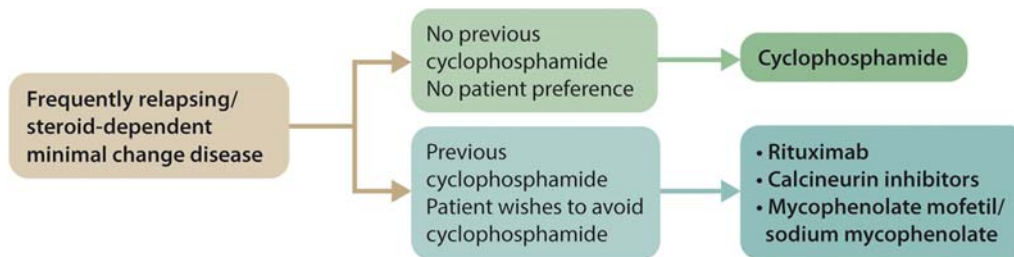 Frequently relapsing/
steroid-dependent
minimal change disease
No previous
cyclophosphamide
No patient preference
Cyclophosphamide
Previous
cyclophosphamide
Patient wishes to avoid
cyclophosphamide
• Rituximab
• Calcineurin inhibitors
• Mycophenolate mofetil/
sodium mycophenolate